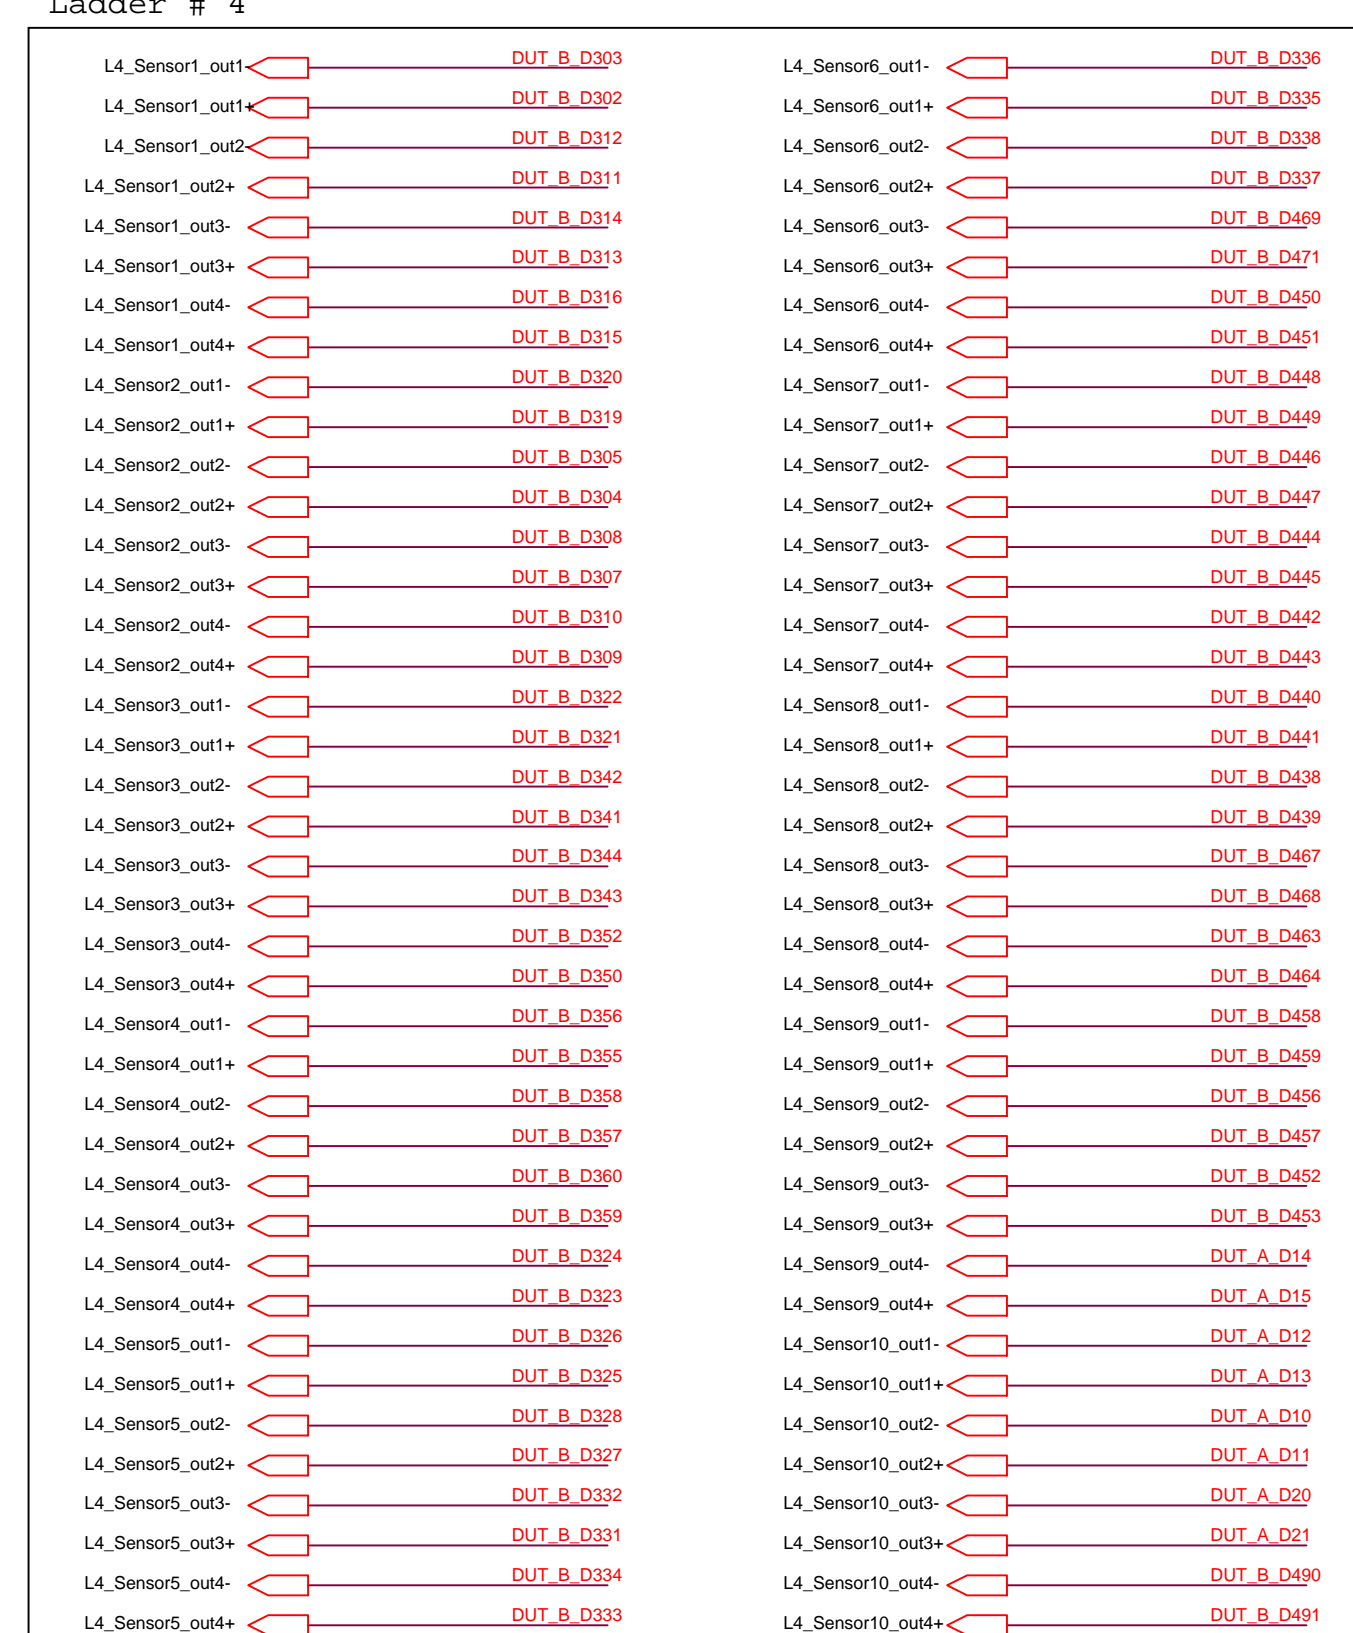 Ladder # 4
L4_Sensor1_out1- DUT_B_D303 L4_Sensor6_out1- DUT_B_D336
L4_Sensor1_out1+ DUT_B_D302 L4_Sensor6_out1+ DUT_B_D335
L4_Sensor1_out2- DUT_B_D312 L4_Sensor6_out2- DUT_B_D338
L4_Sensor1_out2+ DUT_B_D311 L4_Sensor6_out2+ DUT_B_D337
L4_Sensor1_out3- DUT_B_D314 L4_Sensor6_out3- DUT_B_D469
L4_Sensor1_out3+ DUT_B_D313 L4_Sensor6_out3+ DUT_B_D471
L4_Sensor1_out4- DUT_B_D316 L4_Sensor6_out4- DUT_B_D450
L4_Sensor1_out4+ DUT_B_D315 L4_Sensor6_out4+ DUT_B_D451
L4_Sensor2_out1- DUT_B_D320 L4_Sensor7_out1- DUT_B_D448
L4_Sensor2_out1+ DUT_B_D319 L4_Sensor7_out1+ DUT_B_D449
L4_Sensor2_out2- DUT_B_D305 L4_Sensor7_out2- DUT_B_D446
L4_Sensor2_out2+ DUT_B_D304 L4_Sensor7_out2+ DUT_B_D447
L4_Sensor2_out3- DUT_B_D308 L4_Sensor7_out3- DUT_B_D444
L4_Sensor2_out3+ DUT_B_D307 L4_Sensor7_out3+ DUT_B_D445
L4_Sensor2_out4- DUT_B_D310 L4_Sensor7_out4- DUT_B_D442
L4_Sensor2_out4+ DUT_B_D309 L4_Sensor7_out4+ DUT_B_D443
L4_Sensor3_out1- DUT_B_D322 L4_Sensor8_out1- DUT_B_D440
L4_Sensor3_out1+ DUT_B_D321 L4_Sensor8_out1+ DUT_B_D441
L4_Sensor3_out2- DUT_B_D342 L4_Sensor8_out2- DUT_B_D438
L4_Sensor3_out2+ DUT_B_D341 L4_Sensor8_out2+ DUT_B_D439
L4_Sensor3_out3- DUT_B_D344 L4_Sensor8_out3- DUT_B_D467
L4_Sensor3_out3+ DUT_B_D343 L4_Sensor8_out3+ DUT_B_D468
L4_Sensor3_out4- DUT_B_D352 L4_Sensor8_out4- DUT_B_D463
L4_Sensor3_out4+ DUT_B_D350 L4_Sensor8_out4+ DUT_B_D464
L4_Sensor4_out1- DUT_B_D356 L4_Sensor9_out1- DUT_B_D458
L4_Sensor4_out1+ DUT_B_D355 L4_Sensor9_out1+ DUT_B_D459
L4_Sensor4_out2- DUT_B_D358 L4_Sensor9_out2- DUT_B_D456
L4_Sensor4_out2+ DUT_B_D357 L4_Sensor9_out2+ DUT_B_D457
L4_Sensor4_out3- DUT_B_D360 L4_Sensor9_out3- DUT_B_D452
L4_Sensor4_out3+ DUT_B_D359 L4_Sensor9_out3+ DUT_B_D453
L4_Sensor4_out4- DUT_B_D324 L4_Sensor9_out4- DUT_A_D14
L4_Sensor4_out4+ DUT_B_D323 L4_Sensor9_out4+ DUT_A_D15
L4_Sensor5_out1- DUT_B_D326 L4_Sensor10_out1- DUT_A_D12
L4_Sensor5_out1+ DUT_B_D325 L4_Sensor10_out1+ DUT_A_D13
L4_Sensor5_out2- DUT_B_D328 L4_Sensor10_out2- DUT_A_D10
L4_Sensor5_out2+ DUT_B_D327 L4_Sensor10_out2+ DUT_A_D11
L4_Sensor5_out3- DUT_B_D332 L4_Sensor10_out3- DUT_A_D20
L4_Sensor5_out3+ DUT_B_D331 L4_Sensor10_out3+ DUT_A_D21
L4_Sensor5_out4- DUT_B_D334 L4_Sensor10_out4- DUT_B_D490
L4_Sensor5_out4+ DUT_B_D333 L4_Sensor10_out4+ DUT_B_D491